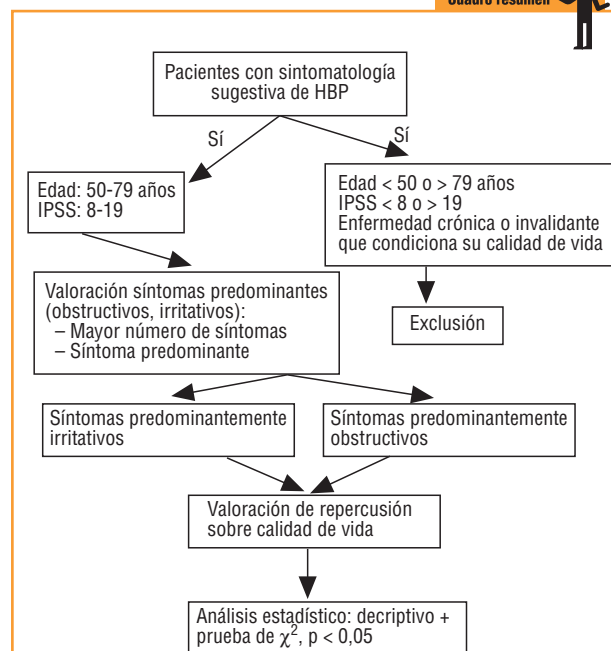 Cuadro resumen
Pacientes con sintomatología
sugestiva de HBP
Sí
Sí
Edad: 50-79 años
IPSS: 8-19
Edad < 50 o > 79 años
IPSS < 8 o > 19
Enfermedad crónica o invalidante
que condiciona su calidad de vida
Valoración síntomas predominantes
(obstructivos, irritativos):
– Mayor número de síntomas
– Síntoma predominante
Exclusión
Síntomas predominantemente
irritativos
Síntomas predominantemente
obstructivos
Valoración de repercusión
sobre calidad de vida
Análisis estadístico: decriptivo +
prueba de χ², p < 0,05